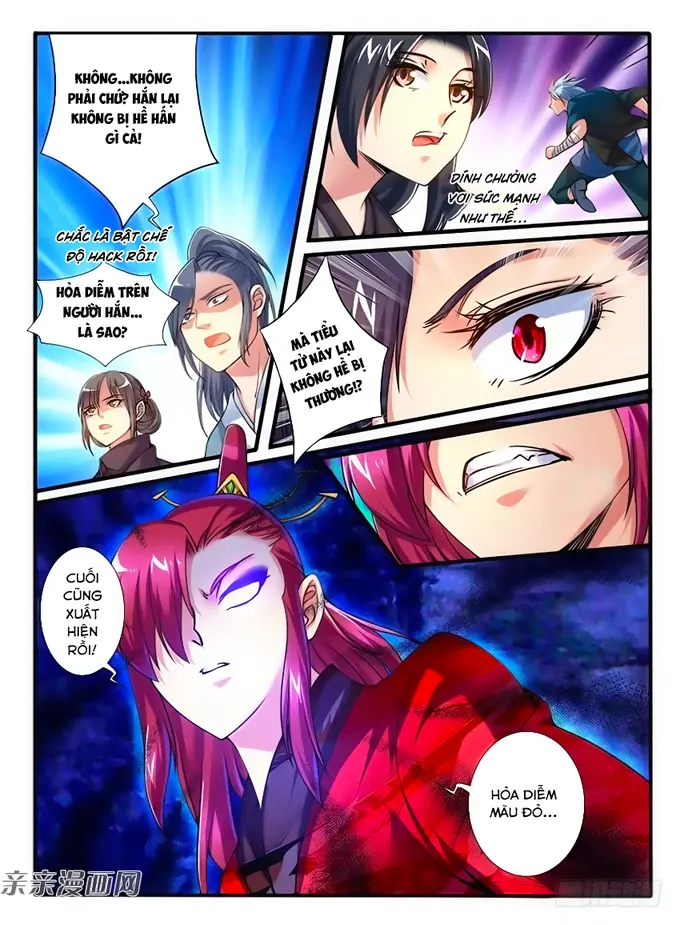 KHÔNG...KHÔNG
PHẢI CHỨ? HẮN LẠI
KHÔNG BỊ HỀ HẤN
GÌ CẢ!
DÍNH CHƯỞNG
VỚI SỨC MẠNH
NHƯ THẾ...
CHẮC LÀ BẬT CHẾ
ĐỘ HACK RỒI!
HỎA DIỄM TRÊN
NGƯỜI HẮN...
LÀ SAO?
MÀ TIỂU
TỬ NÀY LẠI
KHÔNG HỀ BỊ
THƯƠNG!?
CUỐI
CŨNG
XUẤT
HIỆN
RỒI!
HỎA DIỄM
MÀU ĐỎ...
亲亲漫画网